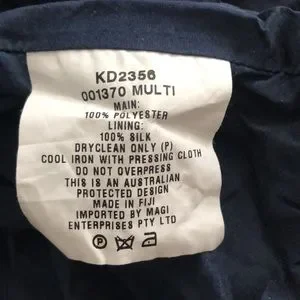 KD2356
001370 MULTI
MAIN:
100% POLYESTER
LINING:
100% SILK
DRYCLEAN ONLY (P)
COOL IRON WITH PRESSING CLOTH
DO NOT OVERPRESS
THIS IS AN AUSTRALIAN
PROTECTED DESIGN
MADE IN FIJI
IMPORTED BY MAGI
ENTERPRISES PTY LTD
P